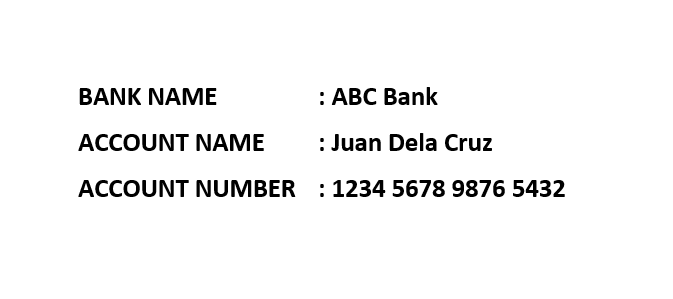 BANK NAME : ABC Bank
ACCOUNT NAME : Juan Dela Cruz
ACCOUNT NUMBER : 1234 5678 9876 5432